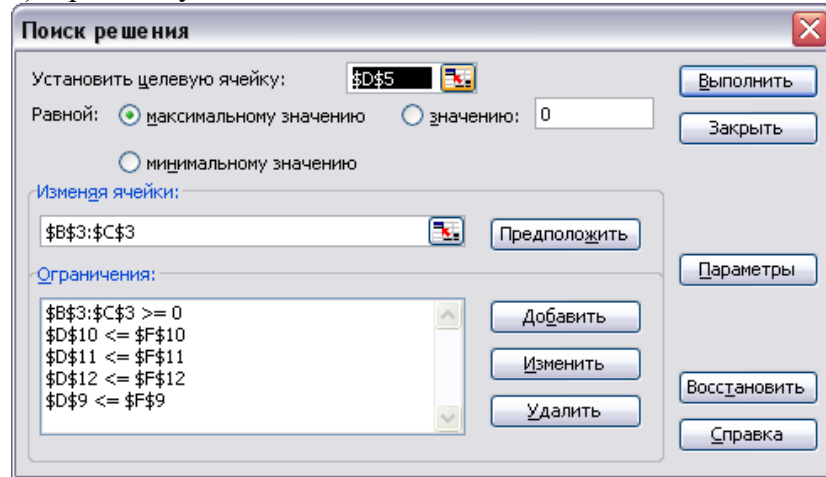 Поиск решения
Установить целевую ячейку: $D$5 Выполнить
Равной: максимальному значению значению: 0 Закрыть
минимальному значению
Изменяя ячейки:
$B$3:$C$3 Предположить
Ограничения: Параметры
$B$3:$C$3 >= 0 Добавить
$D$10 <= $F$10
$D$11 <= $F$11 Изменить
$D$12 <= $F$12 Восстановить
$D$9 <= $F$9 Удалить
Справка